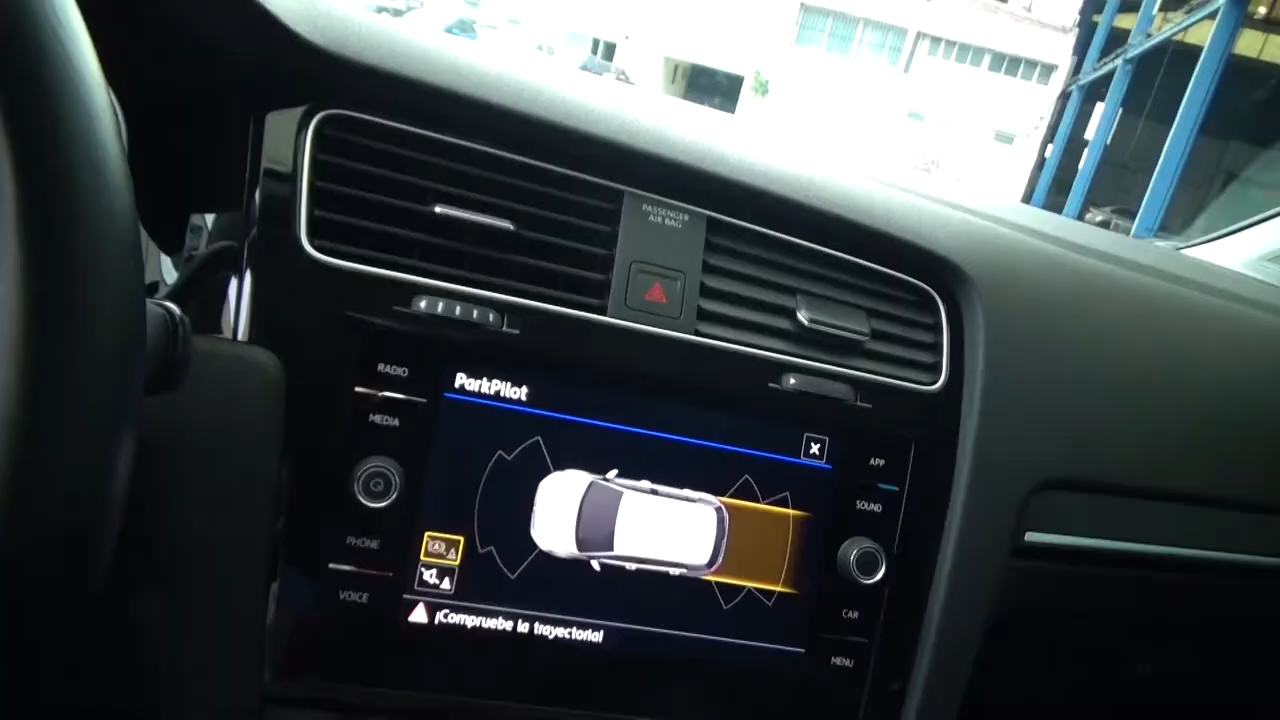 PASSENGER
AIR BAG
RADIO
MEDIA
PHONE
VOICE
ParkPilot
¡Compruebe la trayectoria!
APP
SOUND
CAR
MENU